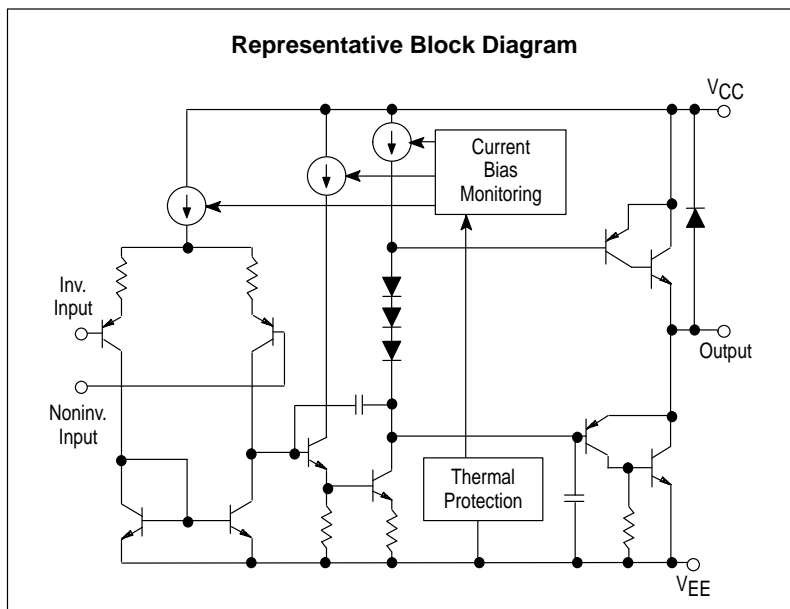 Representative Block Diagram
VCC
Current
Bias
Monitoring
Inv.
Input
Output
Noninv.
Input
Thermal
Protection
VEE